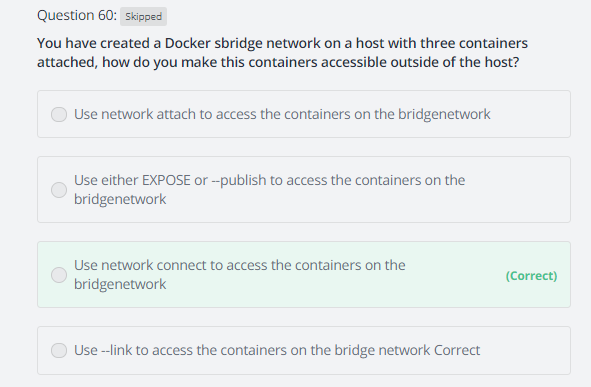 Question 60: Skipped
You have created a Docker sbridge network on a host with three containers
attached, how do you make this containers accessible outside of the host?
Use network attach to access the containers on the bridgenetwork
Use either EXPOSE or --publish to access the containers on the
bridgenetwork
Use network connect to access the containers on the
bridgenetwork
(Correct)
Use --link to access the containers on the bridge network Correct